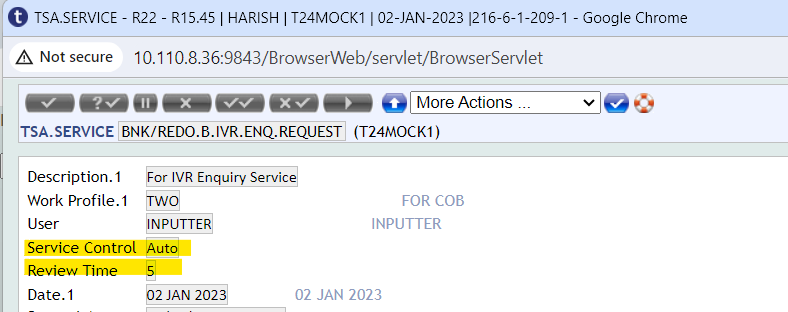 TSA.SERVICE - R22 - R15.45 | HARISH | T24MOCK1 | 02-JAN-2023 |216-6-1-209-1 - Google Chrome
Not secure 10.110.8.36:9843/BrowserWeb/servlet/BrowserServlet
More Actions ...
TSA.SERVICE BNK/REDO.B.IVR.ENQ.REQUEST (T24MOCK1)
Description.1 For IVR Enquiry Service
Work Profile.1 TWO FOR COB
User INPUTTER INPUTTER
Service Control Auto
Review Time 5
Date.1 02 JAN 2023 02 JAN 2023